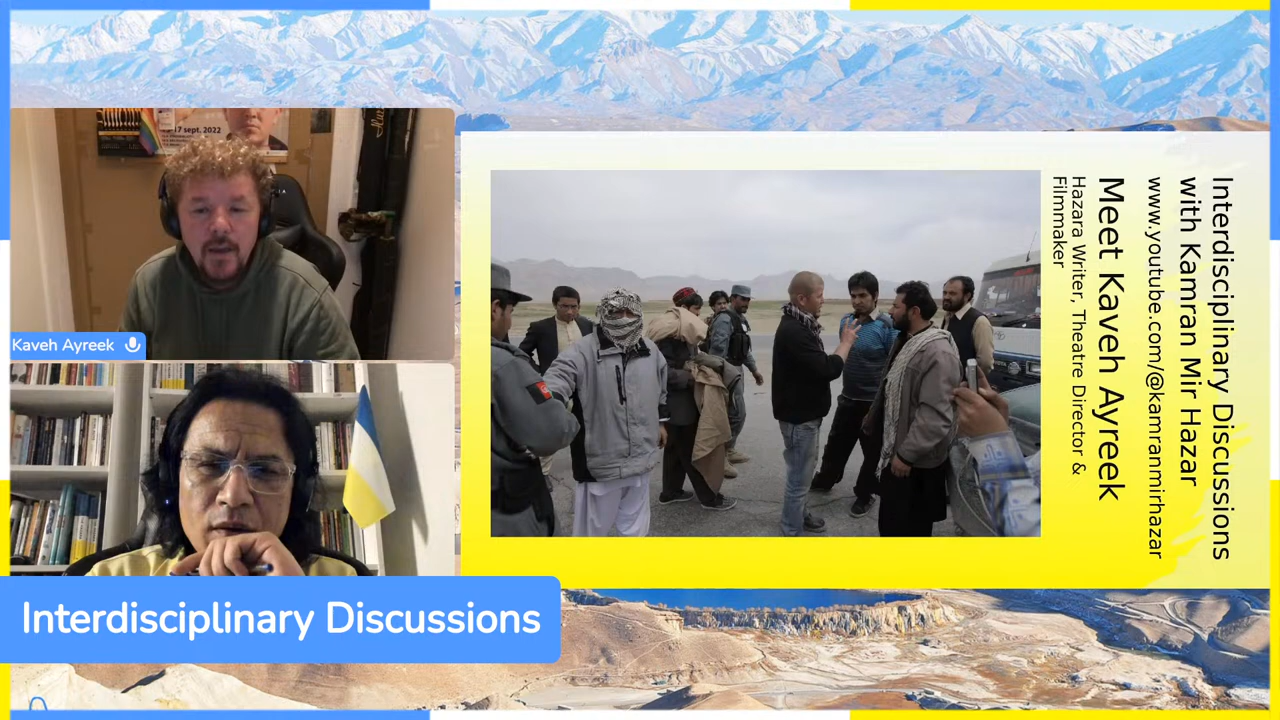 17 sept. 2022
Kaveh Ayreek
Interdisciplinary Discussions
Interdisciplinary Discussions
with Kamran Mir Hazar
www.youtube.com/@kamranmirhazar
Meet Kaveh Ayreek
Hazara Writer, Theatre Director &
Filmmaker